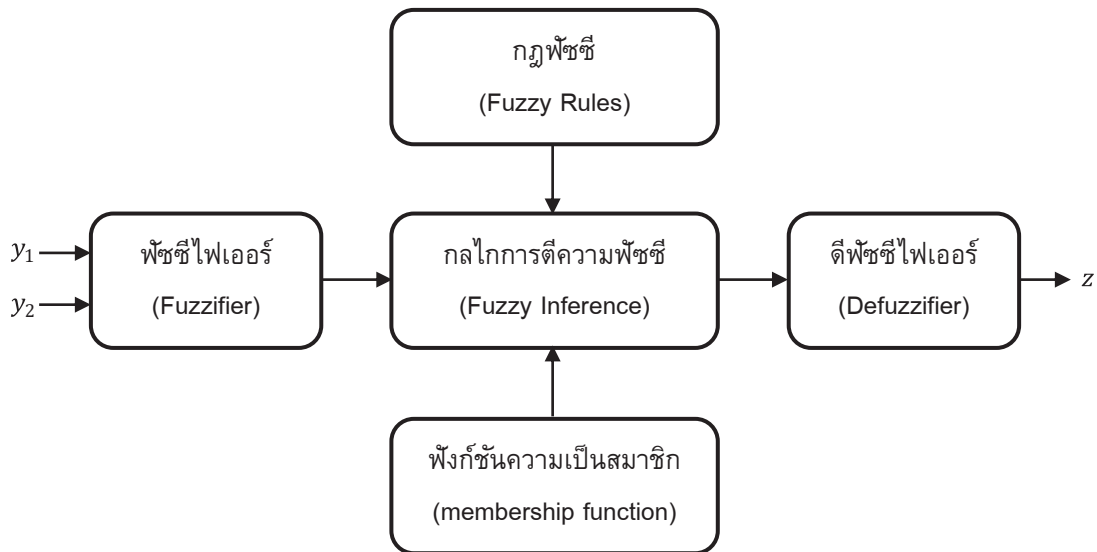 กฎฟัซซี
(Fuzzy Rules)
y₁
y₂
ฟัซซีไฟเออร์
(Fuzzifier)
กลไกการตีความฟัซซี
(Fuzzy Inference)
ดีฟัซซีไฟเออร์
(Defuzzifier)
z
ฟังก์ชันความเป็นสมาชิก
(membership function)